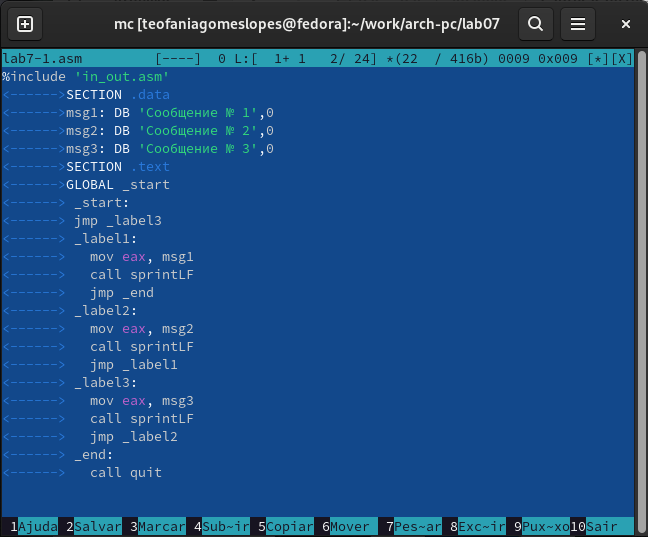 mc [teofaniagomeslopes@fedora]:~/work/arch-pc/lab07
lab7-1.asm [----] 0 L:[ 1+ 1 2/ 24] *(22 / 416b) 0009 0x009 [*][X]
%include 'in_out.asm'
<------>SECTION .data
<------>msg1: DB 'Сообщение № 1',0
<------>msg2: DB 'Сообщение № 2',0
<------>msg3: DB 'Сообщение № 3',0
<------>SECTION .text
<------>GLOBAL _start
<------> _start:
<------> jmp _label3
<------> _label1:
<------>   mov eax, msg1
<------>   call sprintLF
<------>   jmp _end
<------> _label2:
<------>   mov eax, msg2
<------>   call sprintLF
<------>   jmp _label1
<------> _label3:
<------>   mov eax, msg3
<------>   call sprintLF
<------>   jmp _label2
<------> _end:
<------>   call quit
1Ajuda 2Salvar 3Marcar 4Sub~ir 5Copiar 6Mover 7Pes~ar 8Exc~ir 9Pux~xo 10Sair